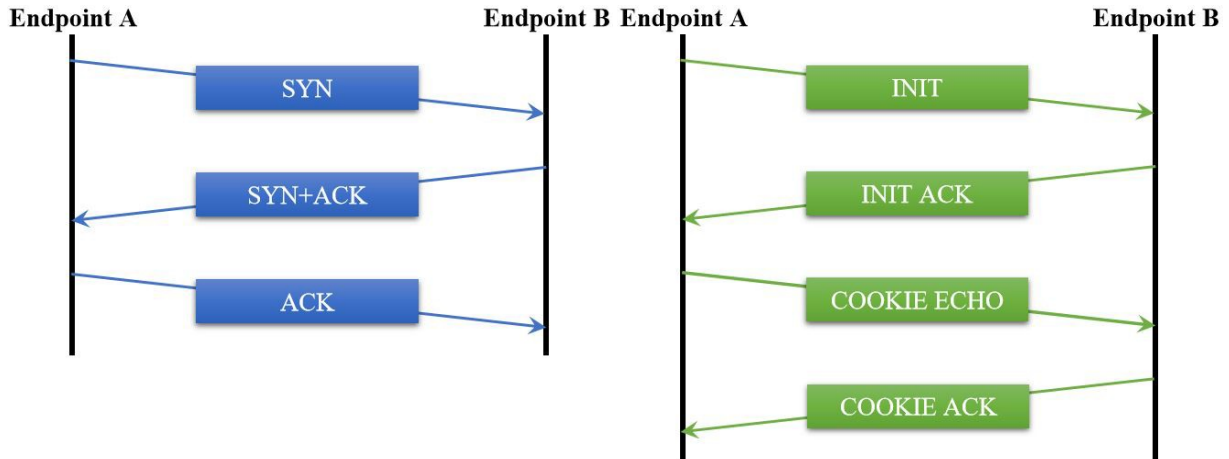 Endpoint A
Endpoint B
SYN
SYN+ACK
ACK
Endpoint A
Endpoint B
INIT
INIT ACK
COOKIE ECHO
COOKIE ACK